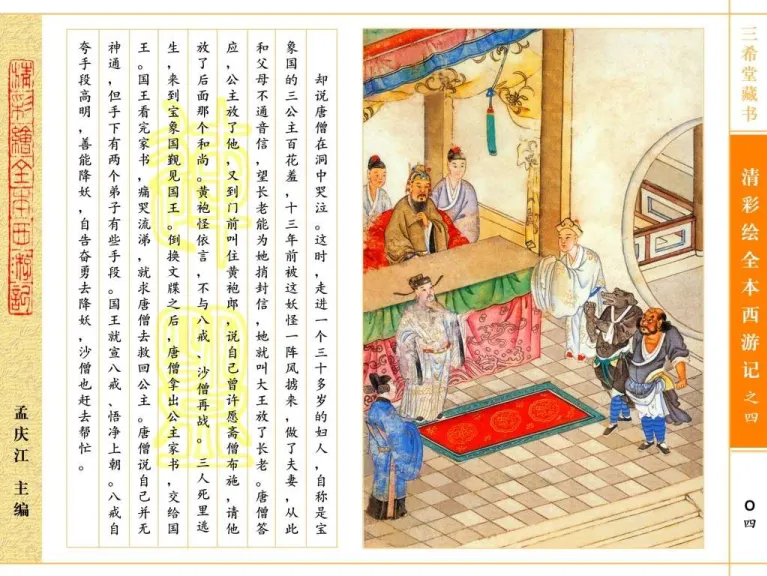 三希堂藏书
清彩绘全本西游记 之四
〇四
却说唐僧在洞中哭泣。这时，走进一个三十多岁的妇人，自称是宝
象国的三公主百花羞，十三年前被这妖怪一阵风掳来，做了夫妻，从此
和父母不通音信，望长老能为她捎封信，她就叫大王放了长老。唐僧答
应，公主放了他，又到门前叫住黄袍郎，说自己曾许愿斋僧布施，请他
放了后面那个和尚。黄袍怪依言，不与八戒、沙僧再战。三人死里逃
生，来到宝象国觐见国王。倒换文牒之后，唐僧拿出公主家书，交给国
王。国王看完家书，痛哭流涕，就求唐僧去救回公主。唐僧说自己并无
神通，但手下有两个弟子有些手段。国王就宣八戒、悟净上朝。八戒自
夸手段高明，善能降妖，自告奋勇去降妖，沙僧也赶去帮忙。
清彩繪全本西游記
孟庆江 主编